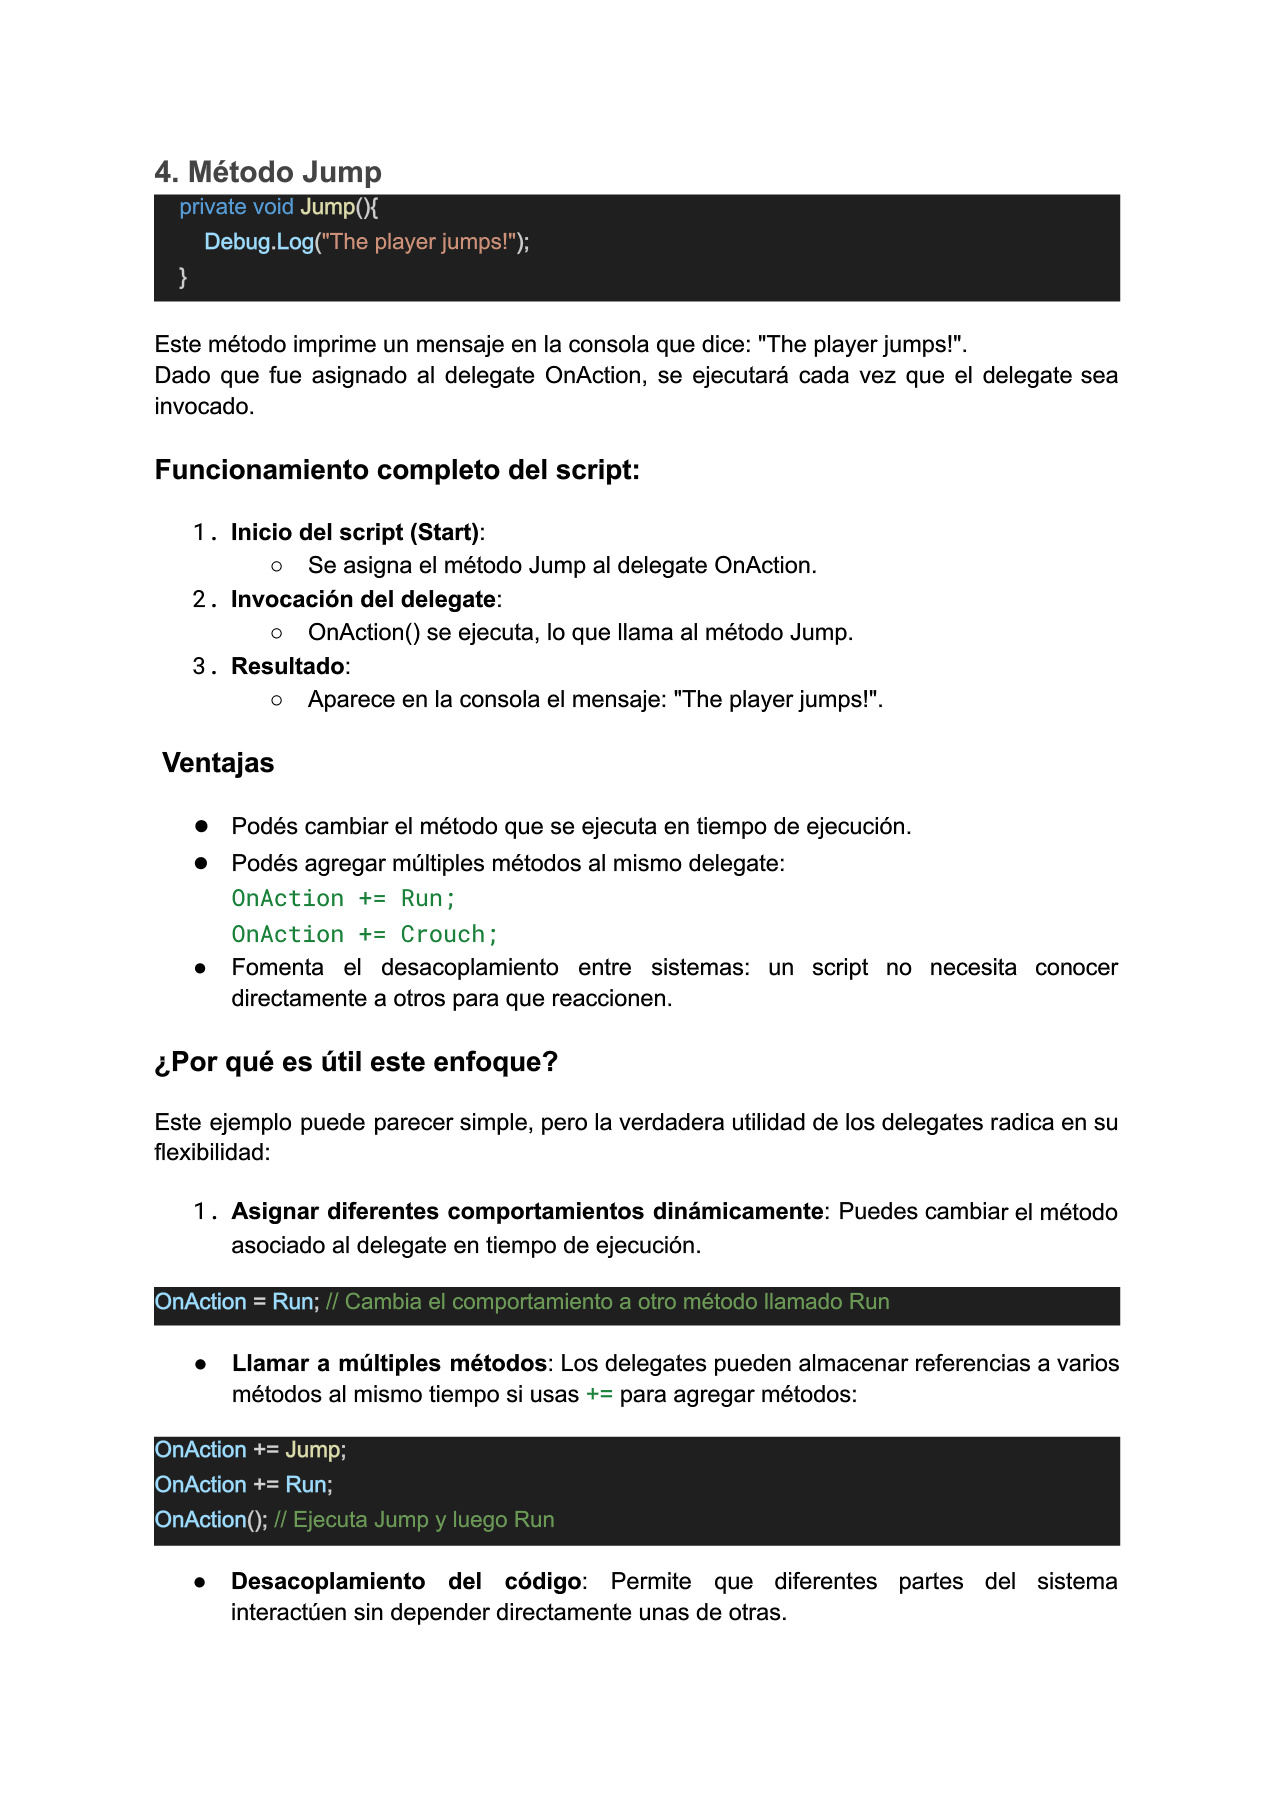 4. Método Jump
private void Jump(){
Debug.Log("The player jumps!");
}
Este método imprime un mensaje en la consola que dice: "The player jumps!".
Dado que fue asignado al delegate OnAction, se ejecutará cada vez que el delegate sea
invocado.
Funcionamiento completo del script:
1. Inicio del script (Start):
○ Se asigna el método Jump al delegate OnAction.
2. Invocación del delegate:
○ OnAction() se ejecuta, lo que llama al método Jump.
3. Resultado:
○ Aparece en la consola el mensaje: "The player jumps!".
Ventajas
● Podés cambiar el método que se ejecuta en tiempo de ejecución.
● Podés agregar múltiples métodos al mismo delegate:
OnAction += Run;
OnAction += Crouch;
● Fomenta el desacoplamiento entre sistemas: un script no necesita conocer
directamente a otros para que reaccionen.
¿Por qué es útil este enfoque?
Este ejemplo puede parecer simple, pero la verdadera utilidad de los delegates radica en su
flexibilidad:
1. Asignar diferentes comportamientos dinámicamente: Puedes cambiar el método
asociado al delegate en tiempo de ejecución.
OnAction = Run; // Cambia el comportamiento a otro método llamado Run
● Llamar a múltiples métodos: Los delegates pueden almacenar referencias a varios
métodos al mismo tiempo si usas += para agregar métodos:
OnAction += Jump;
OnAction += Run;
OnAction(); // Ejecuta Jump y luego Run
● Desacoplamiento del código: Permite que diferentes partes del sistema
interactúen sin depender directamente unas de otras.